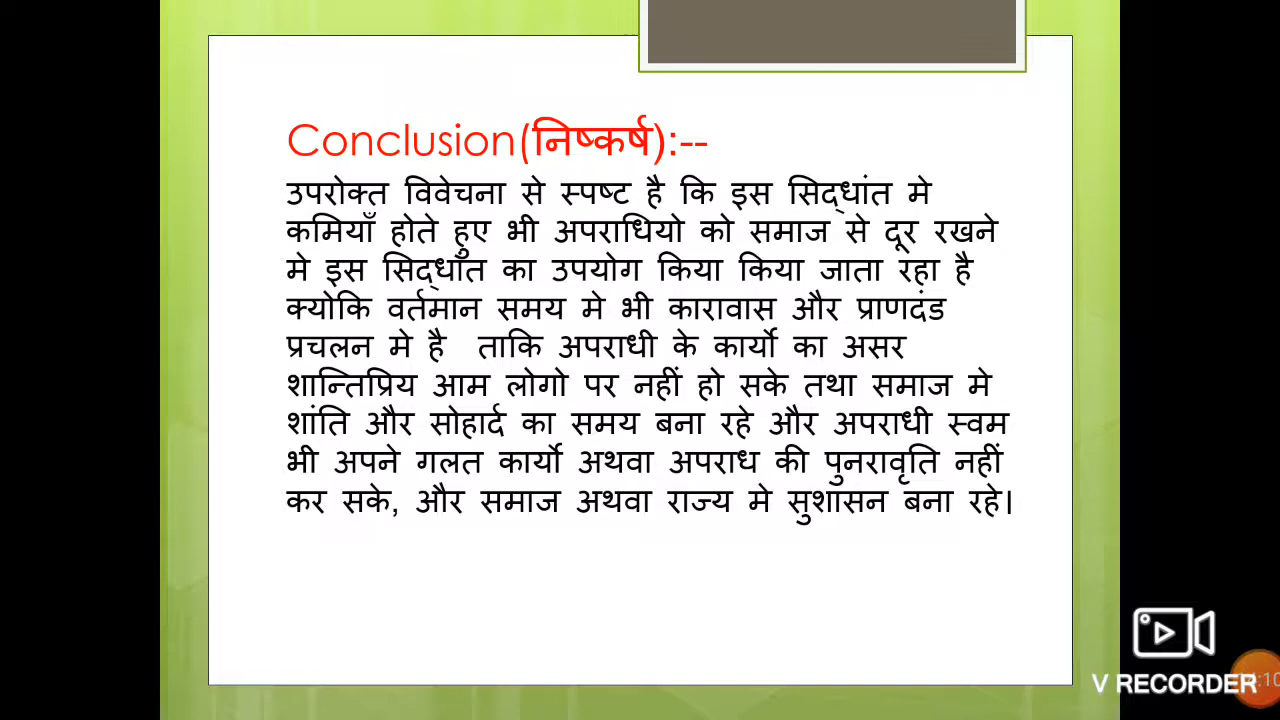 Conclusion(निष्कर्ष):--
उपरोक्त विवेचना से स्पष्ट है कि इस सिद्धांत मे
कमियाँ होते हुए भी अपराधियो को समाज से दूर रखने
मे इस सिद्धाँत का उपयोग किया किया जाता रहा है
क्योकि वर्तमान समय मे भी कारावास और प्राणदंड
प्रचलन मे है ताकि अपराधी के कार्यो का असर
शान्तिप्रिय आम लोगो पर नहीं हो सके तथा समाज मे
शांति और सोहार्द का समय बना रहे और अपराधी स्वम
भी अपने गलत कार्यो अथवा अपराध की पुनरावृति नहीं
कर सके, और समाज अथवा राज्य मे सुशासन बना रहे।
V RECORDER